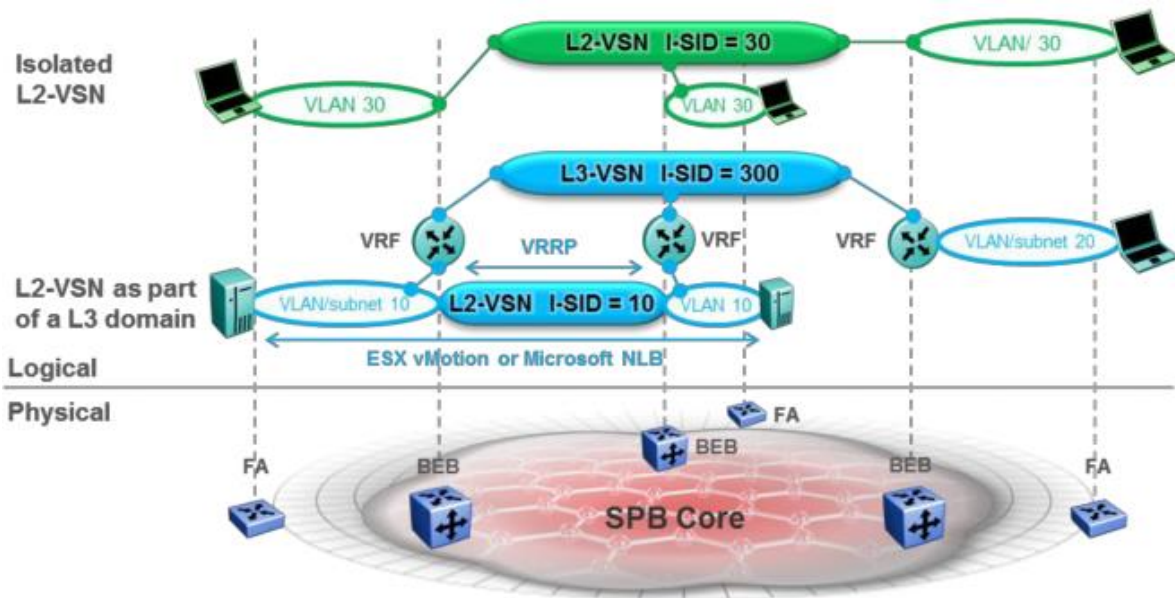 Isolated
L2-VSN
L2-VSN I-SID = 30
VLAN/ 30
VLAN 30
VLAN 30
L3-VSN I-SID = 300
VRF
VRRP
VRF
VRF
VLAN/subnet 20
L2-VSN as part
of a L3 domain
VLAN/subnet 10
L2-VSN I-SID = 10
VLAN 10
ESX vMotion or Microsoft NLB
Logical
Physical
FA
BEB
BEB
FA
BEB
FA
SPB Core